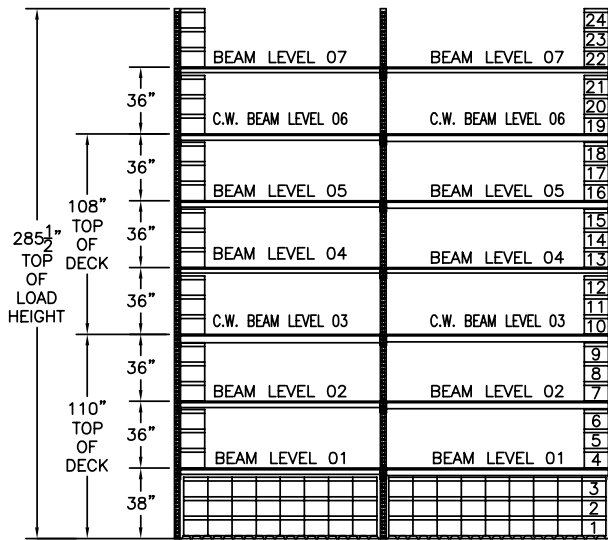 24
23
BEAM LEVEL 07 BEAM LEVEL 07 22
36"
21
20
C.W. BEAM LEVEL 06 C.W. BEAM LEVEL 06 19
36"
18
17
BEAM LEVEL 05 BEAM LEVEL 05 16
285 1/2"
TOP
OF
LOAD
HEIGHT
108"
TOP
OF
DECK
36"
15
14
BEAM LEVEL 04 BEAM LEVEL 04 13
36"
12
11
C.W. BEAM LEVEL 03 C.W. BEAM LEVEL 03 10
36"
9
8
BEAM LEVEL 02 BEAM LEVEL 02 7
110"
TOP
OF
DECK
36"
6
5
BEAM LEVEL 01 BEAM LEVEL 01 4
38"
3
2
1